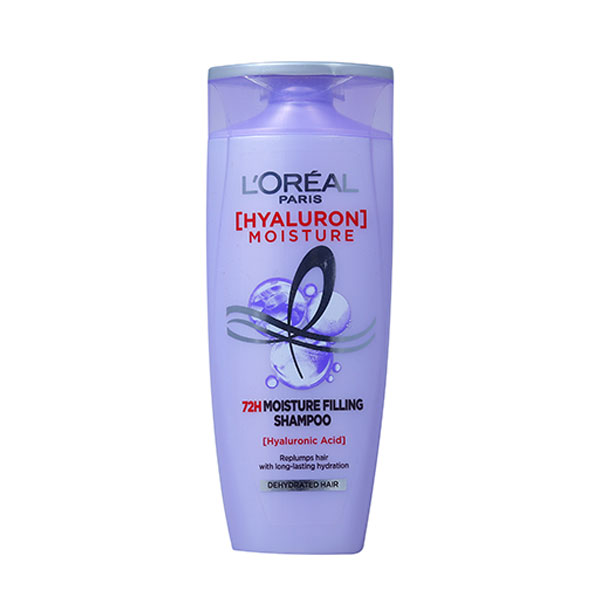 L'ORÉAL
PARIS
[HYALURON]
MOISTURE
72H MOISTURE FILLING
SHAMPOO
[Hyaluronic Acid]
Replumps hair
with long-lasting hydration
DEHYDRATED HAIR